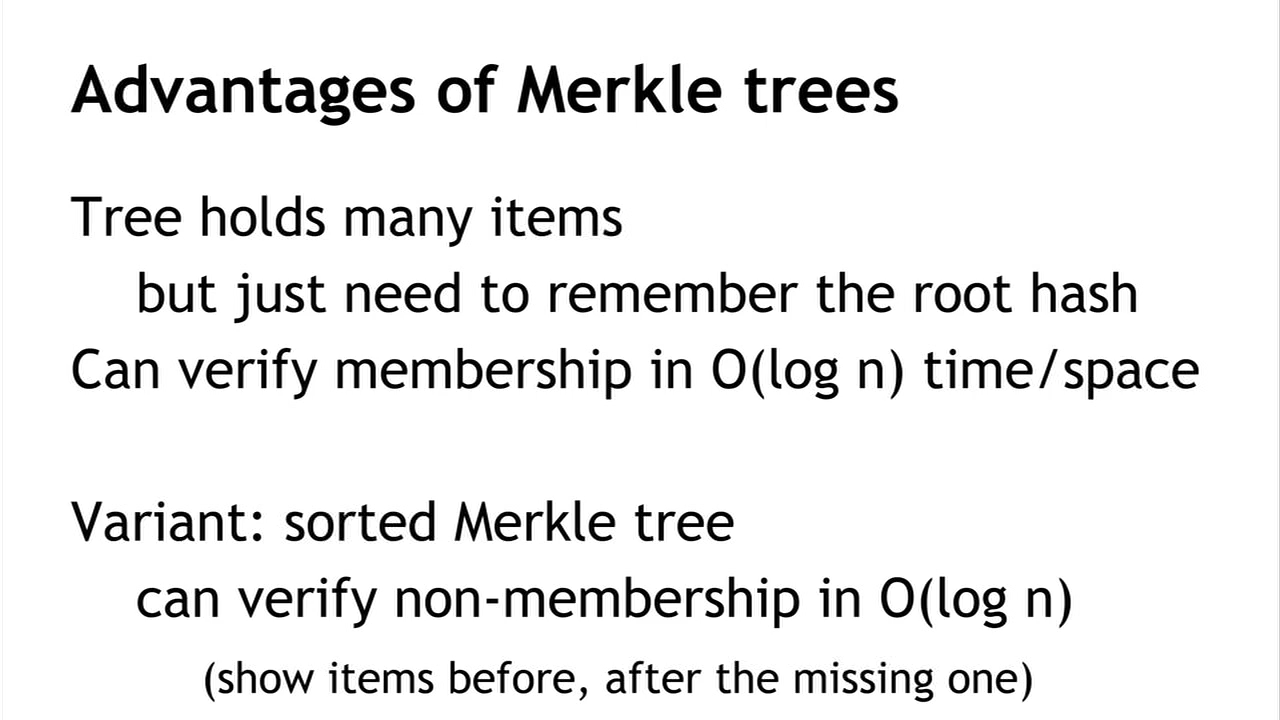 Advantages of Merkle trees
Tree holds many items
but just need to remember the root hash
Can verify membership in O(log n) time/space
Variant: sorted Merkle tree
can verify non-membership in O(log n)
(show items before, after the missing one)